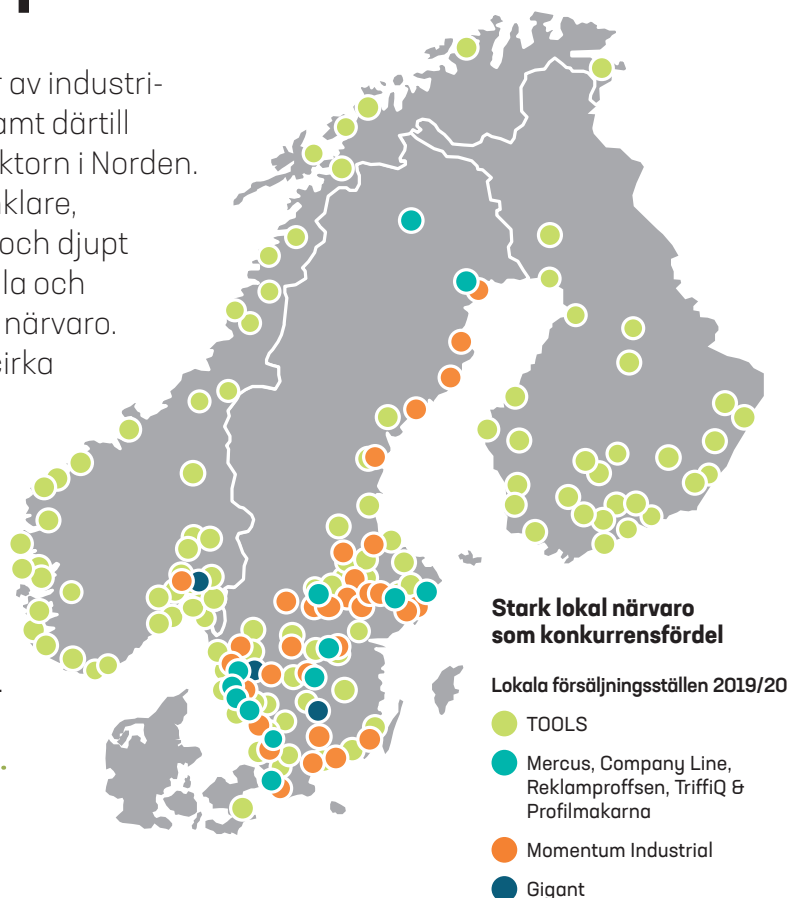 av industri-
amt därtill
ktorn i Norden.
klare,
och djupt
la och
närvaro.
cirka
Stark lokal närvaro
som konkurrensfördel
Lokala försäljningsställen 2019/20
TOOLS
Mercus, Company Line,
Reklamproffsen, TriffiQ &
Profilmakarna
Momentum Industrial
Gigant